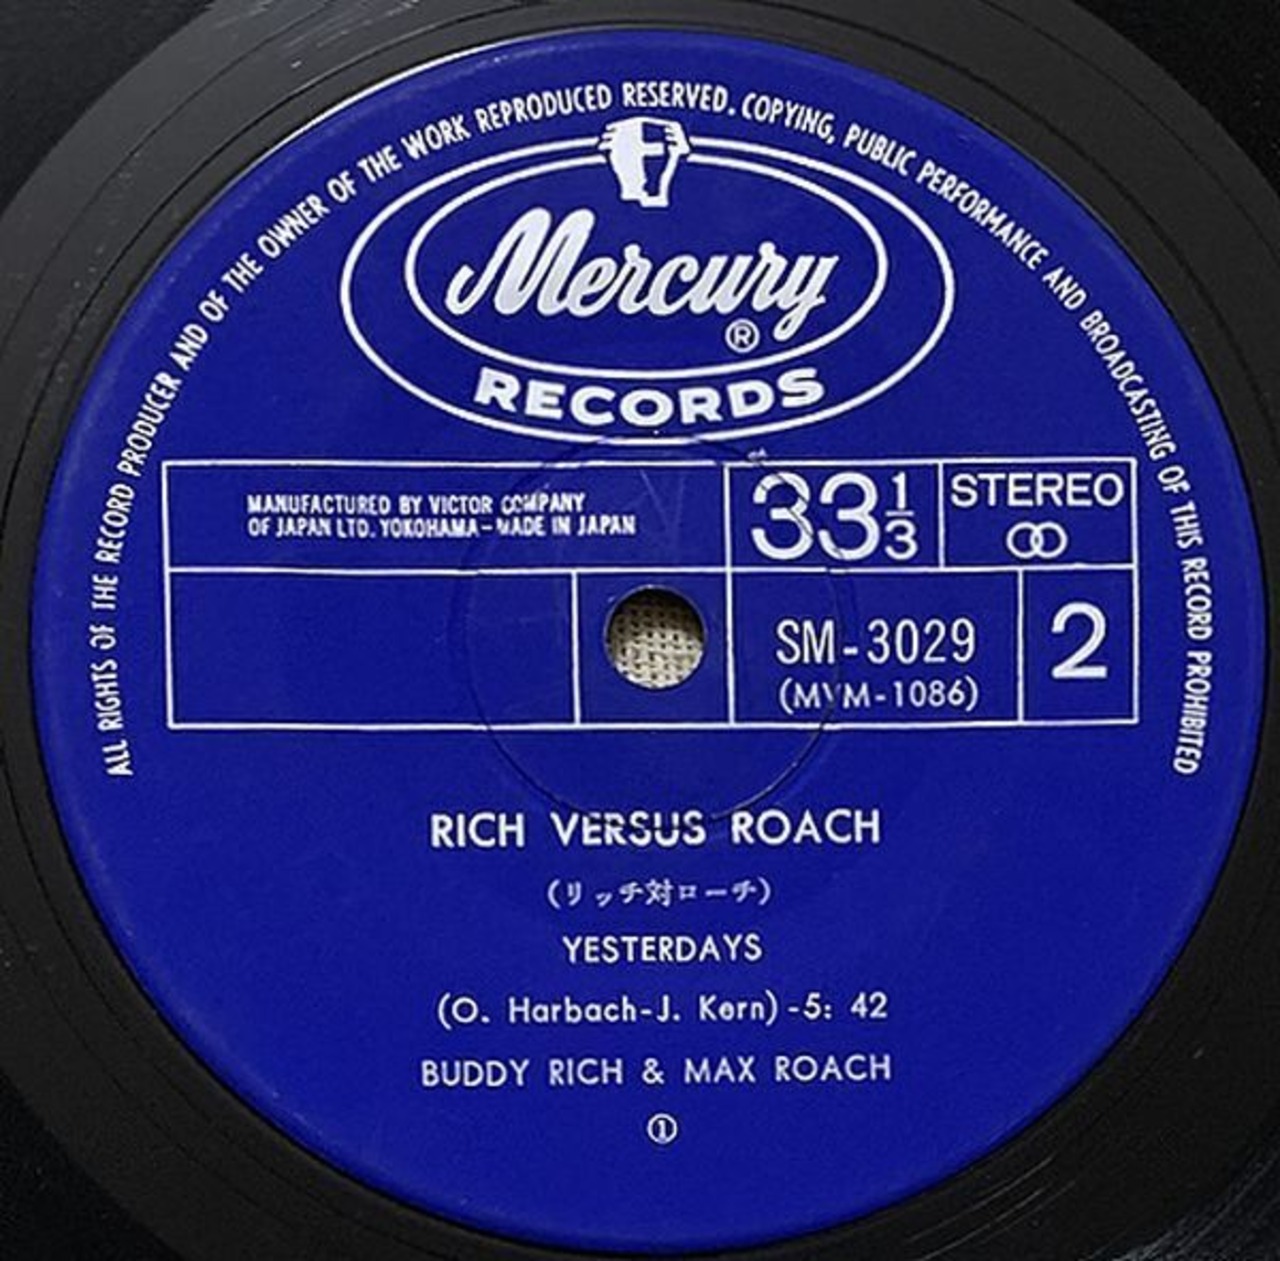 ALL RIGHTS OF THE RECORD PRODUCER AND OF THE OWNER OF THE WORK REPRODUCED RESERVED. COPYING, PUBLIC PERFORMANCE AND BROADCASTING OF THIS RECORD PROHIBITED
Mercury
®
RECORDS
MANUFACTURED BY VICTOR COMPANY
OF JAPAN LTD. YOKOHAMA-MADE IN JAPAN
33 1/3
STEREO
SM-3029
(MVM-1086)
2
RICH VERSUS ROACH
(リッチ対ローチ)
YESTERDAYS
(O. Harbach-J. Kern)-5: 42
BUDDY RICH & MAX ROACH
①